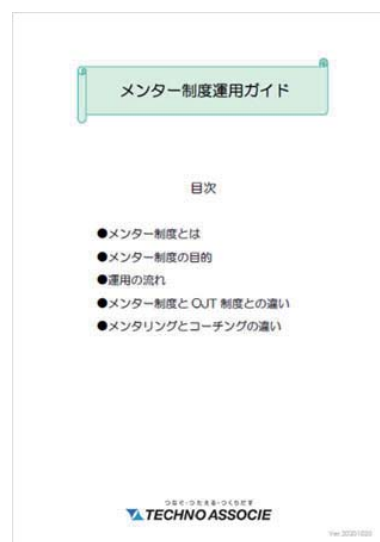 メンター制度運用ガイド
目次
●メンター制度とは
●メンター制度の目的
●運用の流れ
●メンター制度と OJT 制度との違い
●メンタリングとコーチングの違い
つなぐ・つたえる・つくりだす
TECHNO ASSOCIE